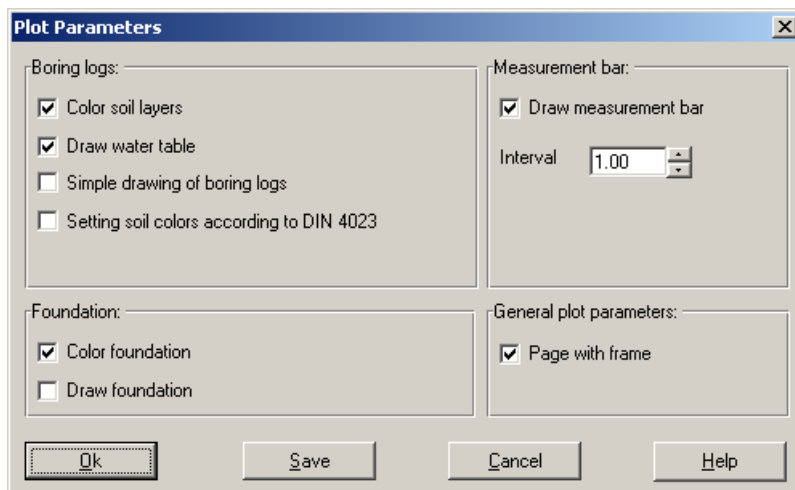 Plot Parameters
Boring logs:
Color soil layers
Draw water table
Simple drawing of boring logs
Setting soil colors according to DIN 4023
Measurement bar:
Draw measurement bar
Interval 1.00
Foundation:
Color foundation
Draw foundation
General plot parameters:
Page with frame
Ok Save Cancel Help